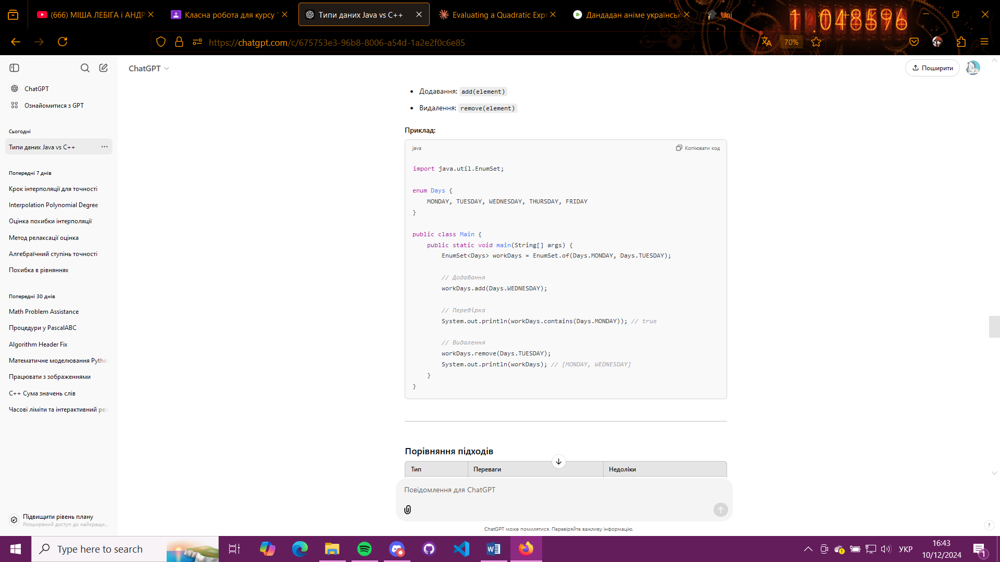 (666) МІША ЛЕБІГА і АНДР
Класна робота для курсу "
Типи даних Java vs C++
Evaluating a Quadratic Expr
Дандадан аніме українськ
Uni
https://chatgpt.com/c/675753e3-96b8-8006-a54d-1a2e2f0c6e85
70%
ChatGPT
Поширити
ChatGPT
Ознайомитися з GPT
Сьогодні
Типи даних Java vs C++
Попередні 7 днів
Крок інтерполяції для точності
Interpolation Polynomial Degree
Оцінка похибки інтерполяції
Метод релаксації оцінка
Алгебраїчний ступінь точності
Похибка в рівняннях
Попередні 30 днів
Math Problem Assistance
Процедури у PascalABC
Algorithm Header Fix
Математичне моделювання Pytho
Працювати з зображеннями
C++ Сума значень слів
Часові ліміти та інтерактивний реж
Підвищити рівень плану
Розширений доступ до найкращи...
Додавання: add(element)
Видалення: remove(element)
Приклад:
java
Копіювати код
import java.util.EnumSet;
enum Days {
MONDAY, TUESDAY, WEDNESDAY, THURSDAY, FRIDAY
}
public class Main {
public static void main(String[] args) {
EnumSet<Days> workDays = EnumSet.of(Days.MONDAY, Days.TUESDAY);
// Додавання
workDays.add(Days.WEDNESDAY);
// Перевірка
System.out.println(workDays.contains(Days.MONDAY)); // true
// Видалення
workDays.remove(Days.TUESDAY);
System.out.println(workDays); // [MONDAY, WEDNESDAY]
}
}
Порівняння підходів
Тип Переваги Недоліки
Повідомлення для ChatGPT
ChatGPT може помилятися. Перевіряйте важливу інформацію.
?
Type here to search
УКР
16:43
10/12/2024
1